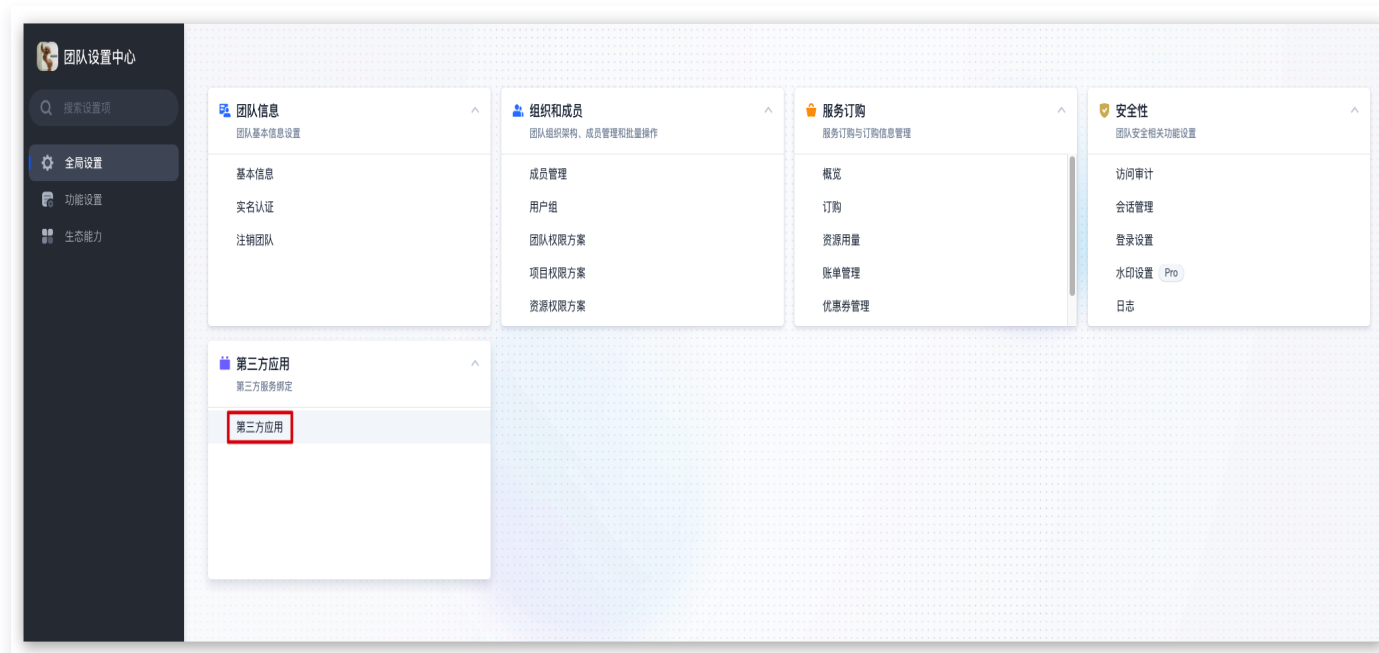 团队设置中心
搜索设置项
全局设置
功能设置
生态能力
团队信息
团队基本信息设置
基本信息
实名认证
注销团队
组织和成员
团队组织架构、成员管理和批量操作
成员管理
用户组
团队权限方案
项目权限方案
资源权限方案
服务订购
服务订购与订购信息管理
概览
订购
资源用量
账单管理
优惠券管理
安全性
团队安全相关功能设置
访问审计
会话管理
登录设置
水印设置 Pro
日志
第三方应用
第三方服务绑定
第三方应用